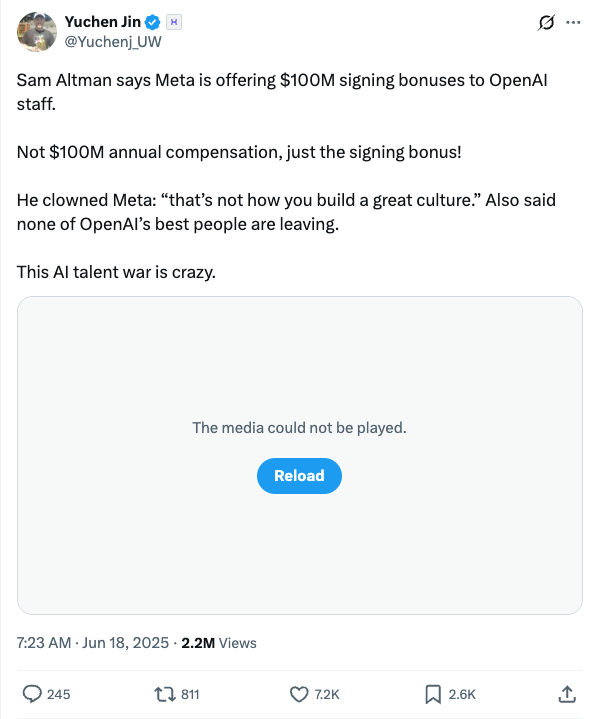 Yuchen Jin H
@Yuchenj_UW
Sam Altman says Meta is offering $100M signing bonuses to OpenAI
staff.
Not $100M annual compensation, just the signing bonus!
He clowned Meta: “that’s not how you build a great culture.” Also said
none of OpenAI’s best people are leaving.
This AI talent war is crazy.
The media could not be played.
Reload
7:23 AM · Jun 18, 2025 · 2.2M Views
245 811 7.2K 2.6K